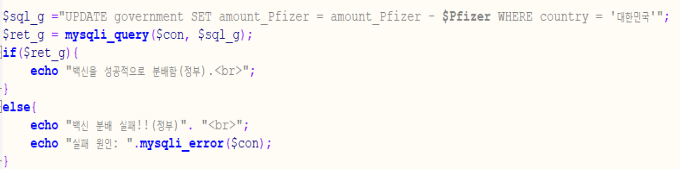 $sql_g ="UPDATE government SET amount_Pfizer = amount_Pfizer - $Pfizer WHERE country = '대한민국'";
$ret_g = mysqli_query($con, $sql_g);
if($ret_g){
echo "백신을 성공적으로 분배함(정부).<br>";
}
else{
echo "백신 분배 실패!!(정부)". "<br>";
echo "실패 원인: ".mysqli_error($con);
}